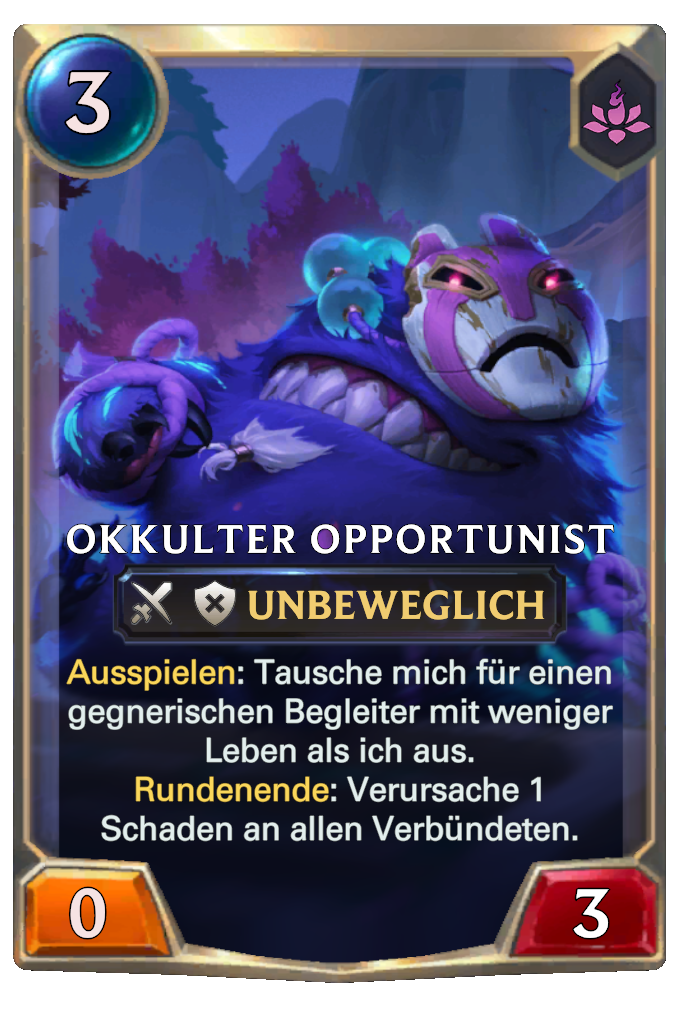 3
OKKULTER OPPORTUNIST
UNBEWEGLICH
Ausspielen: Tausche mich für einen
gegnerischen Begleiter mit weniger
Leben als ich aus.
Rundenende: Verursache 1
Schaden an allen Verbündeten.
0 3